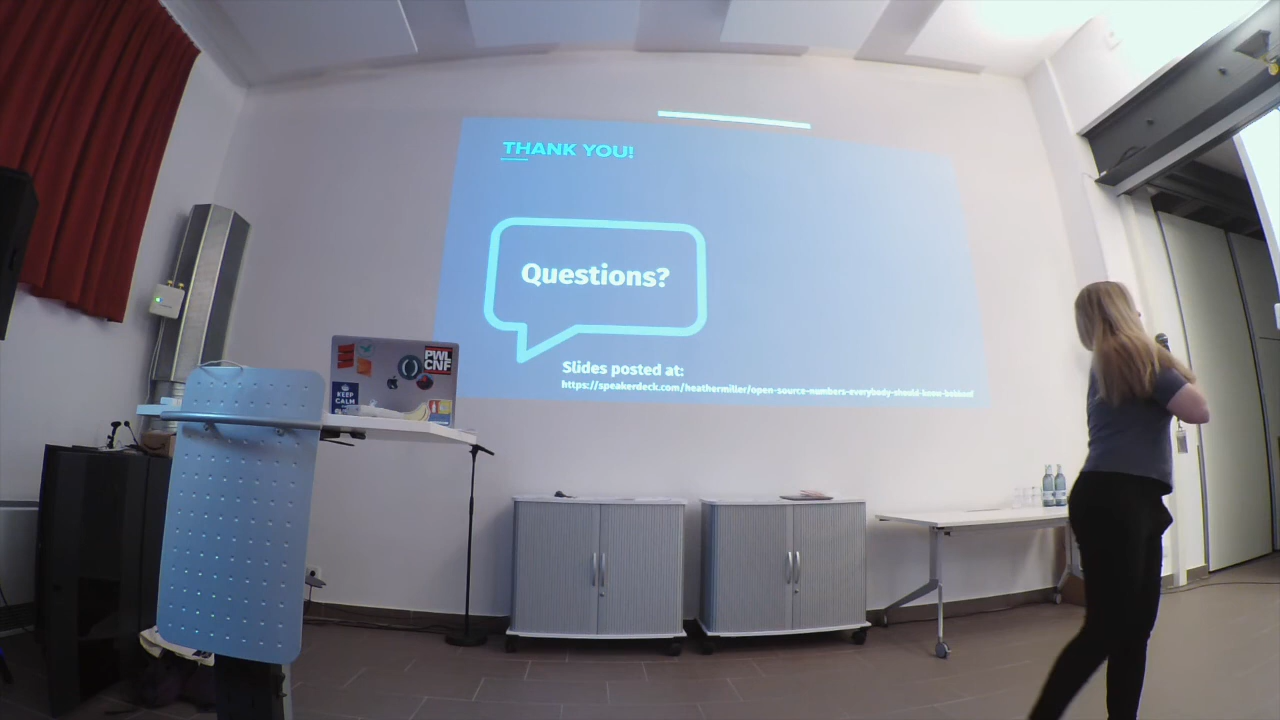 THANK YOU!
Questions?
Slides posted at:
https://speakerdeck.com/heathermiller/open-source-numbers-everybody-should-know-bobkonf
PWL
CNF
KEEP
CALM